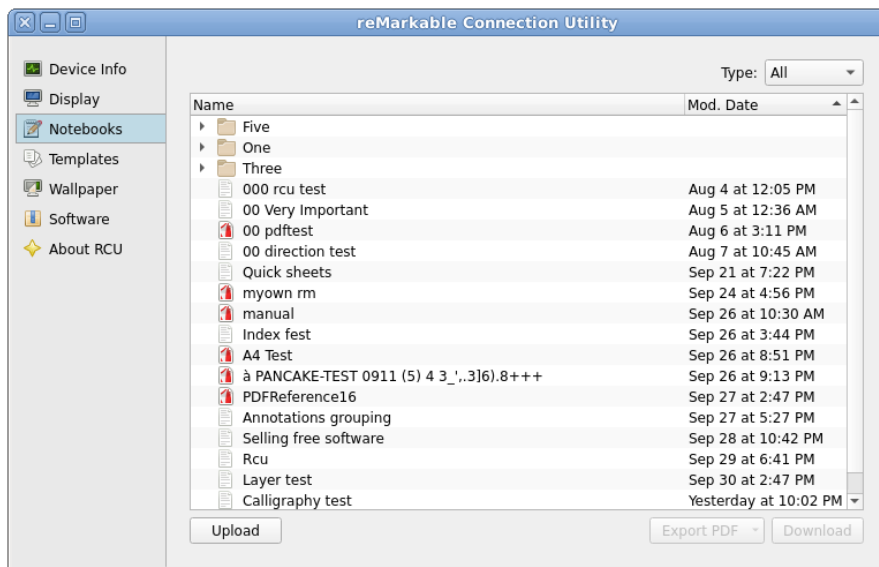 reMarkable Connection Utility
Device Info
Display
Notebooks
Templates
Wallpaper
Software
About RCU
Type: All
Name Mod. Date
Five
One
Three
000 rcu test Aug 4 at 12:05 PM
00 Very Important Aug 5 at 12:36 AM
00 pdftest Aug 6 at 3:11 PM
00 direction test Aug 7 at 10:45 AM
Quick sheets Sep 21 at 7:22 PM
myown rm Sep 24 at 4:56 PM
manual Sep 26 at 10:30 AM
Index fest Sep 26 at 3:44 PM
A4 Test Sep 26 at 8:51 PM
à PANCAKE-TEST 0911 (5) 4 3_',.3]6).8+++ Sep 26 at 9:13 PM
PDFReference16 Sep 27 at 2:47 PM
Annotations grouping Sep 27 at 5:27 PM
Selling free software Sep 28 at 10:42 PM
Rcu Sep 29 at 6:41 PM
Layer test Sep 30 at 2:47 PM
Calligraphy test Yesterday at 10:02 PM
Upload Export PDF Download